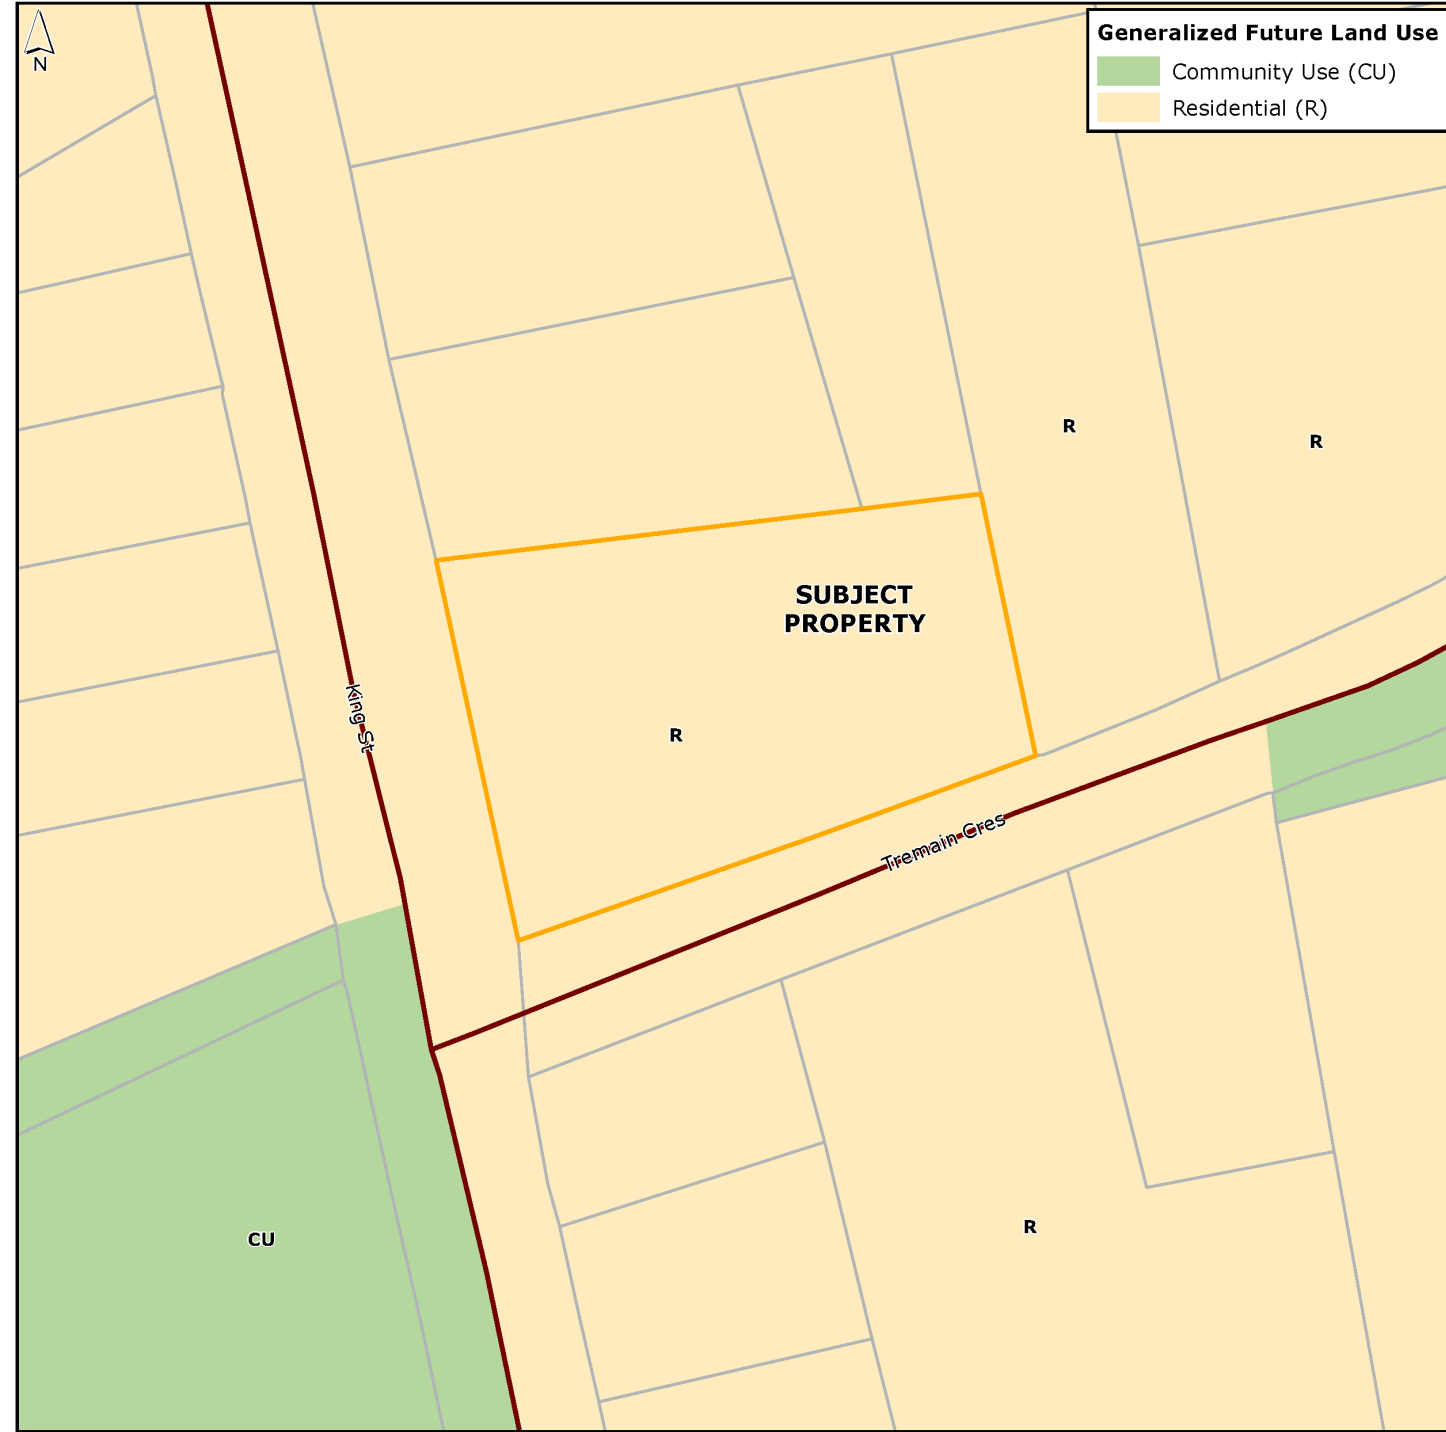 N
Generalized Future Land Use
Community Use (CU)
Residential (R)
R
R
SUBJECT
PROPERTY
King St
R
Tremain Cres
CU
R